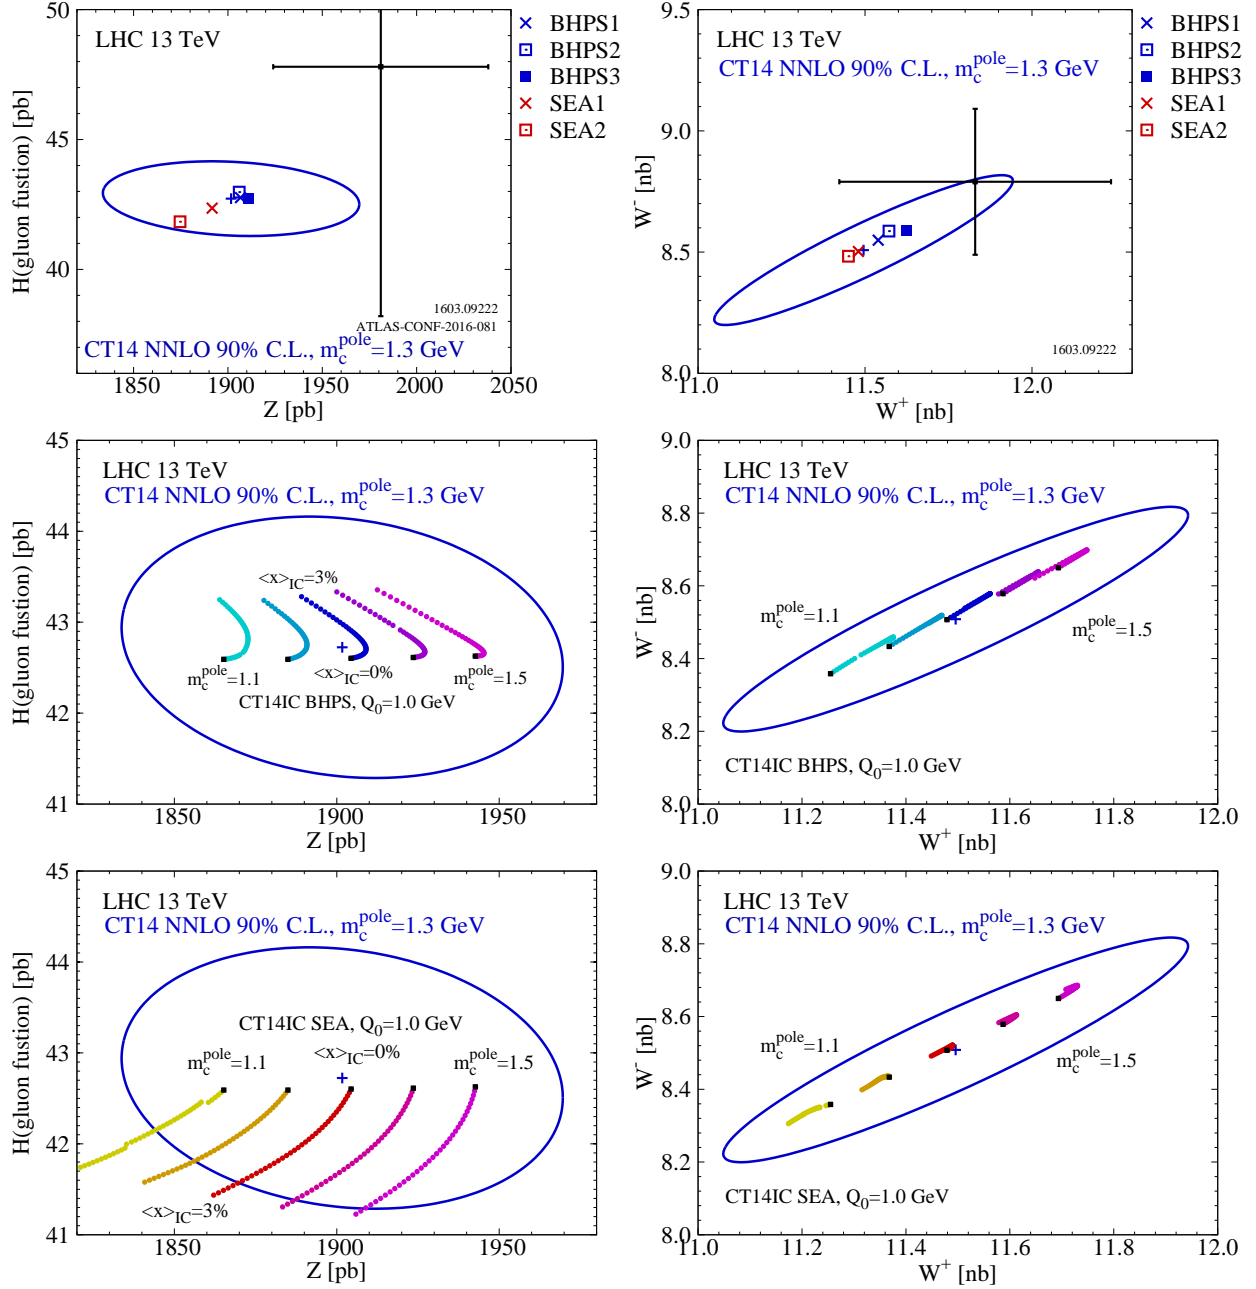 50
45
40
H(gluon fustion) [pb]
LHC 13 TeV
1603.09222
ATLAS-CONF-2016-081
CT14 NNLO 90% C.L., m_c^pole=1.3 GeV
1850 1900 1950 2000 2050
Z [pb]
BHPS1
BHPS2
BHPS3
SEA1
SEA2
9.5
9.0
8.5
8.0
W^- [nb]
LHC 13 TeV
CT14 NNLO 90% C.L., m_c^pole=1.3 GeV
1603.09222
11.0 11.5 12.0
W^+ [nb]
BHPS1
BHPS2
BHPS3
SEA1
SEA2
45
44
43
42
41
H(gluon fustion) [pb]
LHC 13 TeV
CT14 NNLO 90% C.L., m_c^pole=1.3 GeV
<x>_IC=3%
m_c^pole=1.1
<x>_IC=0%
m_c^pole=1.5
CT14IC BHPS, Q_0=1.0 GeV
1850 1900 1950
Z [pb]
9.0
8.8
8.6
8.4
8.2
8.0
W^- [nb]
LHC 13 TeV
CT14 NNLO 90% C.L., m_c^pole=1.3 GeV
m_c^pole=1.1
m_c^pole=1.5
CT14IC BHPS, Q_0=1.0 GeV
11.0 11.2 11.4 11.6 11.8 12.0
W^+ [nb]
45
44
43
42
41
H(gluon fustion) [pb]
LHC 13 TeV
CT14 NNLO 90% C.L., m_c^pole=1.3 GeV
CT14IC SEA, Q_0=1.0 GeV
m_c^pole=1.1
<x>_IC=0%
m_c^pole=1.5
<x>_IC=3%
1850 1900 1950
Z [pb]
9.0
8.8
8.6
8.4
8.2
8.0
W^- [nb]
LHC 13 TeV
CT14 NNLO 90% C.L., m_c^pole=1.3 GeV
m_c^pole=1.1
m_c^pole=1.5
CT14IC SEA, Q_0=1.0 GeV
11.0 11.2 11.4 11.6 11.8 12.0
W^+ [nb]